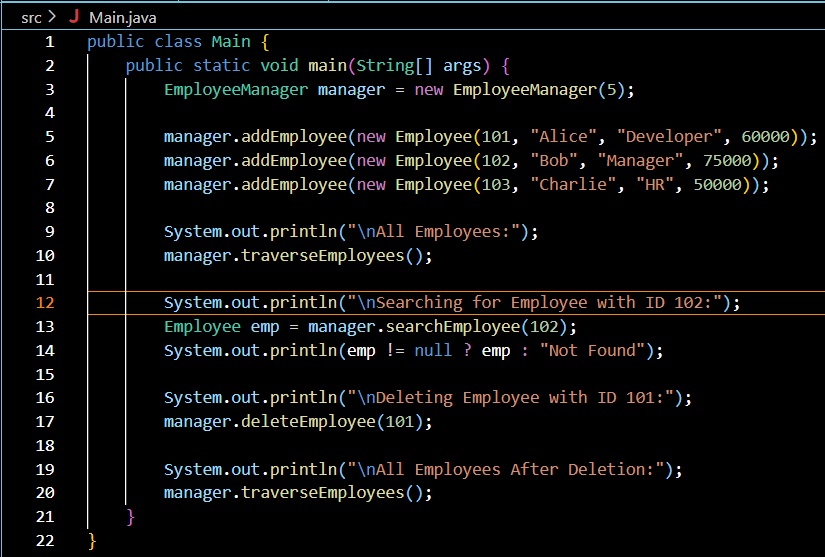 src > J Main.java
1 public class Main {
2     public static void main(String[] args) {
3         EmployeeManager manager = new EmployeeManager(5);
4
5         manager.addEmployee(new Employee(101, "Alice", "Developer", 60000));
6         manager.addEmployee(new Employee(102, "Bob", "Manager", 75000));
7         manager.addEmployee(new Employee(103, "Charlie", "HR", 50000));
8
9         System.out.println("\nAll Employees:");
10         manager.traverseEmployees();
11
12         System.out.println("\nSearching for Employee with ID 102:");
13         Employee emp = manager.searchEmployee(102);
14         System.out.println(emp != null ? emp : "Not Found");
15
16         System.out.println("\nDeleting Employee with ID 101:");
17         manager.deleteEmployee(101);
18
19         System.out.println("\nAll Employees After Deletion:");
20         manager.traverseEmployees();
21     }
22 }